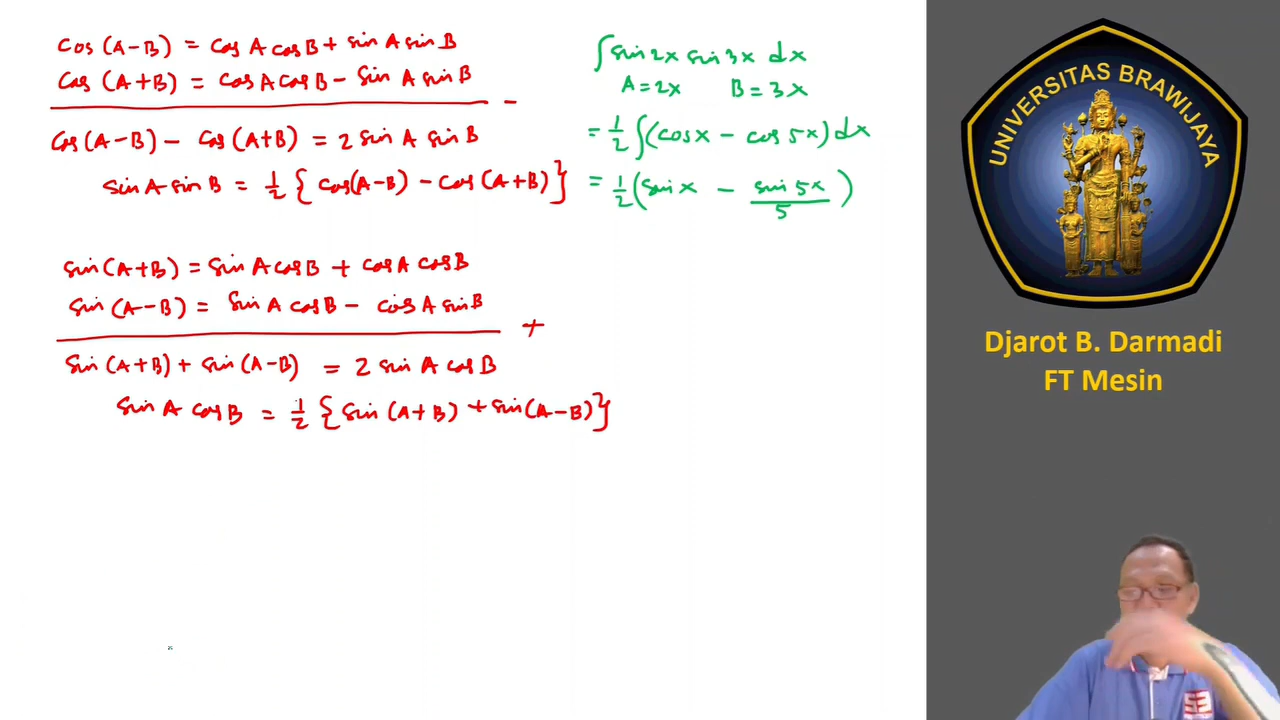 cos (A-B) = cos A cos B + sin A sin B
cos (A+B) = cos A cos B - sin A sin B
-
cos (A-B) - cos (A+B) = 2 sin A sin B
sin A sin B = 1/2 { cos(A-B) - cos (A+B) }
sin (A+B) = sin A cos B + cos A cos B
sin (A-B) = sin A cos B - cos A sin B
+
sin (A+B) + sin (A-B) = 2 sin A cos B
sin A cos B = 1/2 { sin (A+B) + sin (A-B) }
∫ sin 2x sin 3x dx
A = 2x B = 3x
= 1/2 ∫ (cos x - cos 5x) dx
= 1/2 ( sin x - sin 5x / 5 )
UNIVERSITAS BRAWIJAYA
Djarot B. Darmadi
FT Mesin